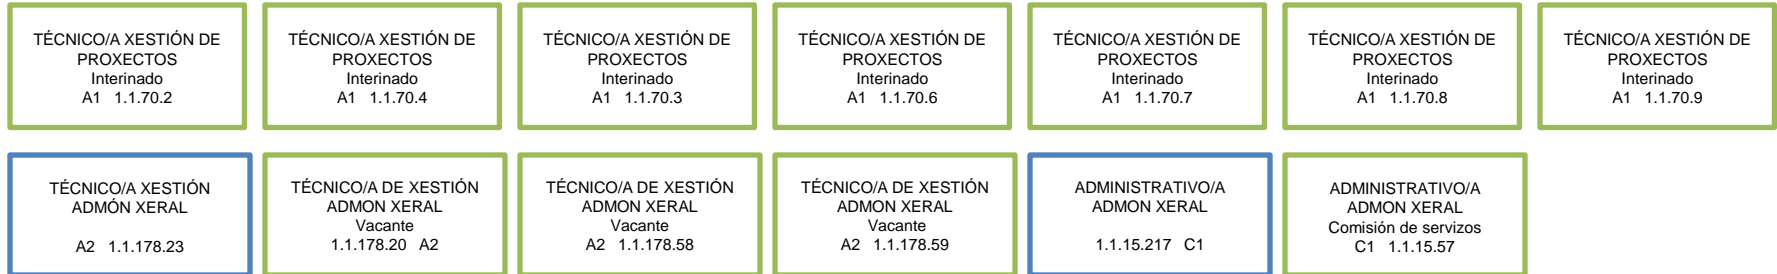 TÉCNICO/A XESTIÓN DE
PROXECTOS
Interinado
A1 1.1.70.2
TÉCNICO/A XESTIÓN DE
PROXECTOS
Interinado
A1 1.1.70.4
TÉCNICO/A XESTIÓN DE
PROXECTOS
Interinado
A1 1.1.70.3
TÉCNICO/A XESTIÓN DE
PROXECTOS
Interinado
A1 1.1.70.6
TÉCNICO/A XESTIÓN DE
PROXECTOS
Interinado
A1 1.1.70.7
TÉCNICO/A XESTIÓN DE
PROXECTOS
Interinado
A1 1.1.70.8
TÉCNICO/A XESTIÓN DE
PROXECTOS
Interinado
A1 1.1.70.9
TÉCNICO/A XESTIÓN
ADMÓN XERAL
A2 1.1.178.23
TÉCNICO/A DE XESTIÓN
ADMON XERAL
Vacante
1.1.178.20 A2
TÉCNICO/A DE XESTIÓN
ADMON XERAL
Vacante
A2 1.1.178.58
TÉCNICO/A DE XESTIÓN
ADMON XERAL
Vacante
A2 1.1.178.59
ADMINISTRATIVO/A
ADMON XERAL
1.1.15.217 C1
ADMINISTRATIVO/A
ADMON XERAL
Comisión de servizos
C1 1.1.15.57